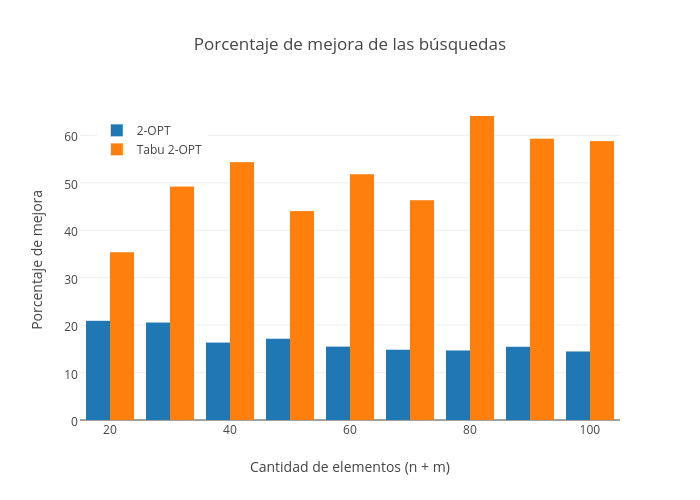 Porcentaje de mejora de las búsquedas
2-OPT
Tabu 2-OPT
Porcentaje de mejora
60
50
40
30
20
10
0
20
40
60
80
100
Cantidad de elementos (n + m)